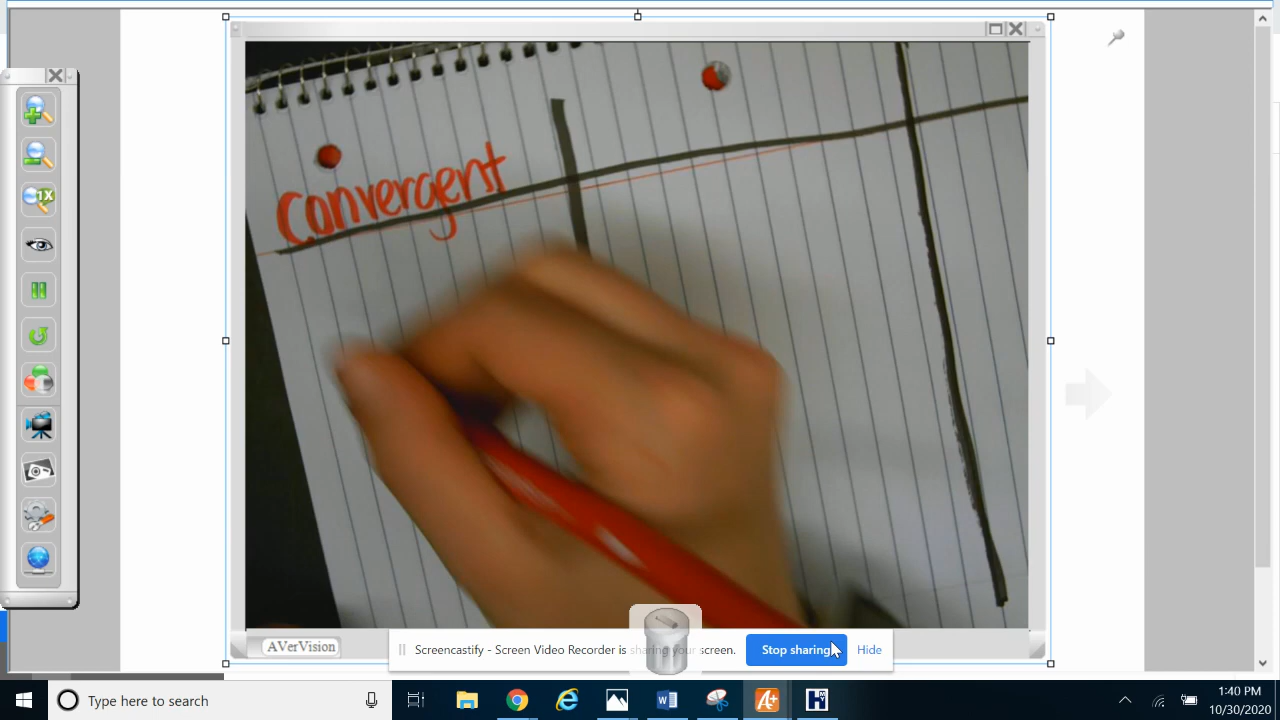 1X
Convergent
AVerVision
Screencastify - Screen Video Recorder is sharing your screen.
Stop sharing
Hide
Type here to search
1:40 PM
10/30/2020